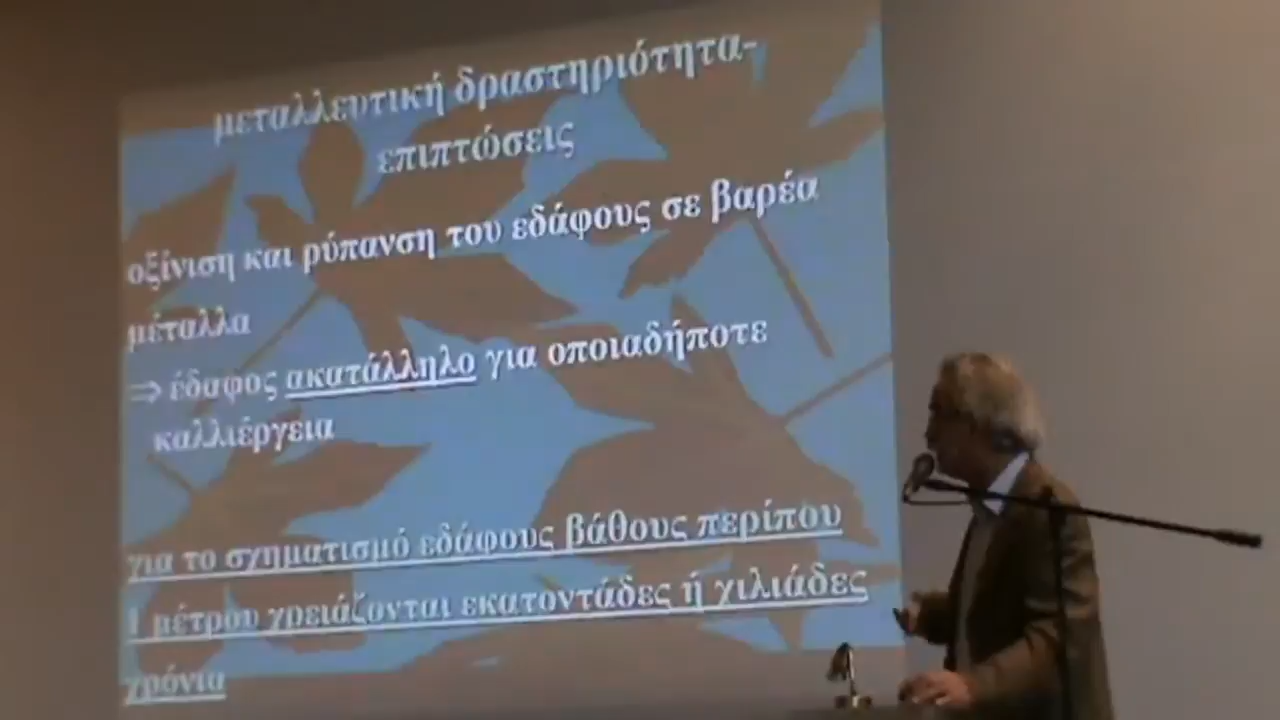 μεταλλευτική δραστηριότητα-
επιπτώσεις
οξίνιση και ρύπανση του εδάφους σε βαρέα
μέταλλα
⇒ έδαφος ακατάλληλο για οποιαδήποτε
καλλιέργεια
για το σχηματισμό εδάφους βάθους περίπου
1 μέτρου χρειάζονται εκατοντάδες ή χιλιάδες
χρόνια